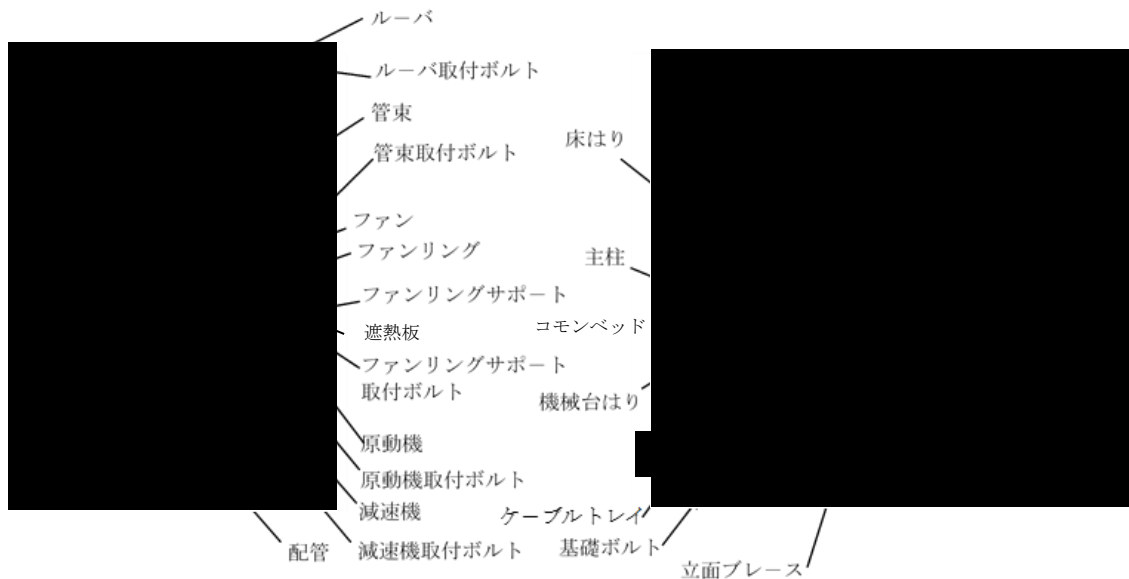 ルーバ
ルーバ取付ボルト
管束
管束取付ボルト
ファン
ファンリング
ファンリングサポート
遮熱板
ファンリングサポート
取付ボルト
原動機
原動機取付ボルト
減速機
減速機取付ボルト
配管
床はり
主柱
コモンベッド
機械台はり
ケーブルトレイ
基礎ボルト
立面ブレース